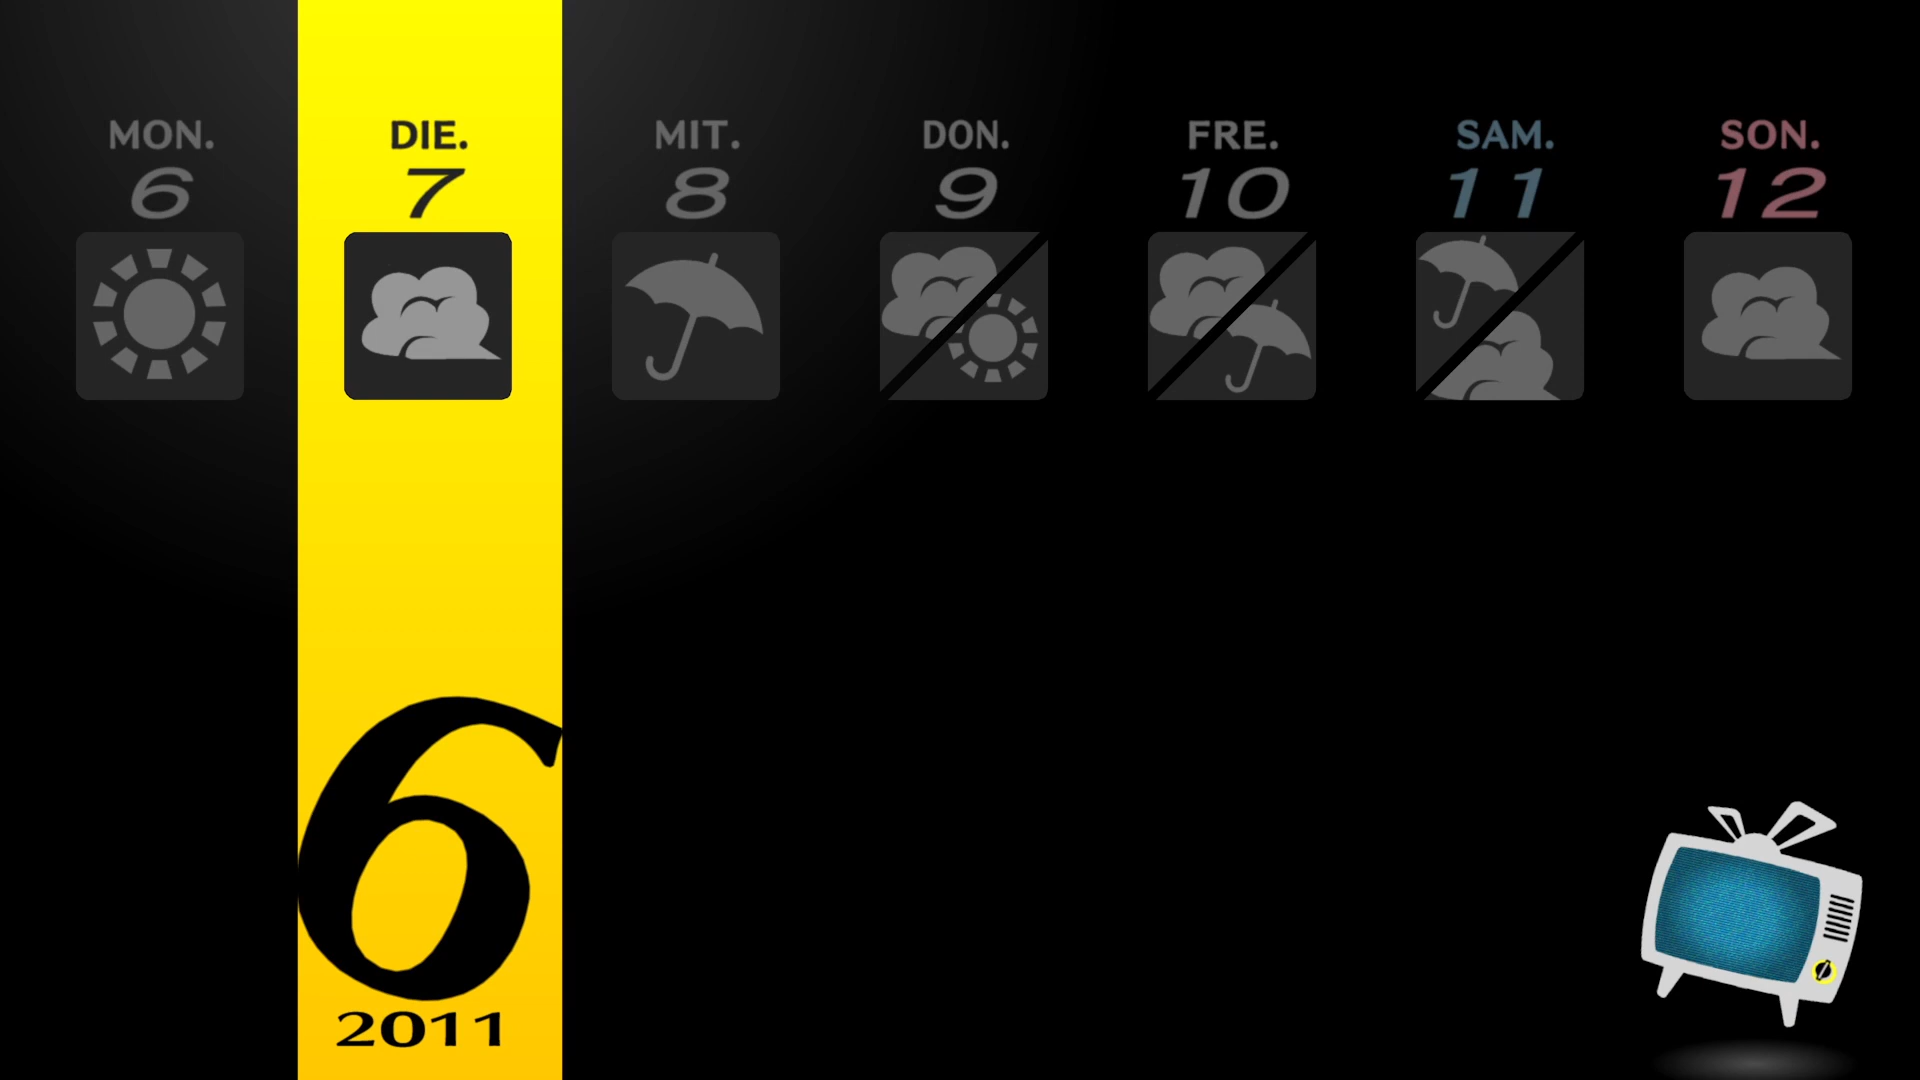 MON. DIE. MIT. DON. FRE. SAM. SON.
6 7 8 9 10 11 12
6
2011